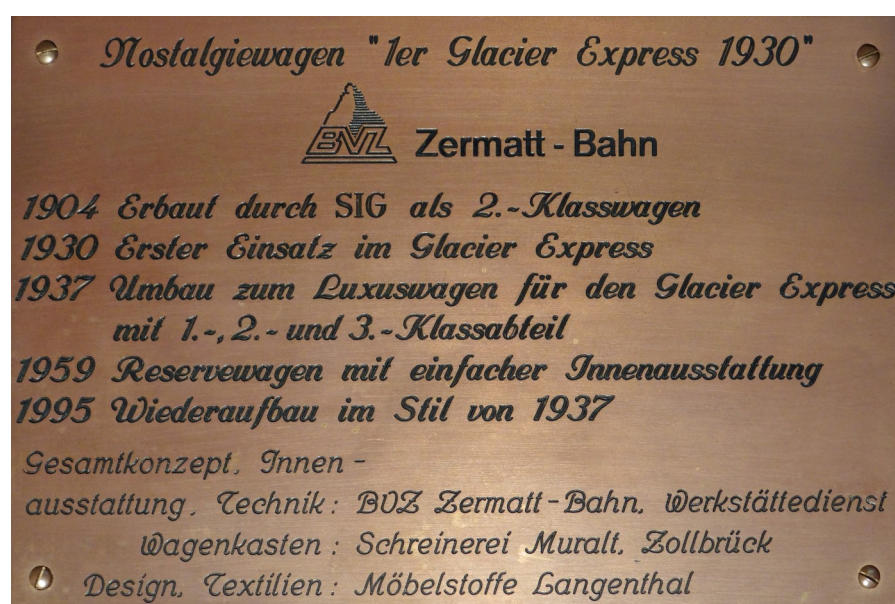 Nostalgiewagen "1er Glacier Express 1930"
BVZ Zermatt-Bahn
1904 Erbaut durch SIG als 2.-Klasswagen
1930 Erster Einsatz im Glacier Express
1937 Umbau zum Luxuswagen für den Glacier Express
mit 1.-, 2.- und 3.-Klassabteil
1959 Reservewagen mit einfacher Innenausstattung
1995 Wiederaufbau im Stil von 1937
Gesamtkonzept, Innen-
ausstattung, Technik: BVZ Zermatt-Bahn, Werkstättedienst
Wagenkasten: Schreinerei Muralt, Zollbrück
Design, Textilien: Möbelstoffe Langenthal